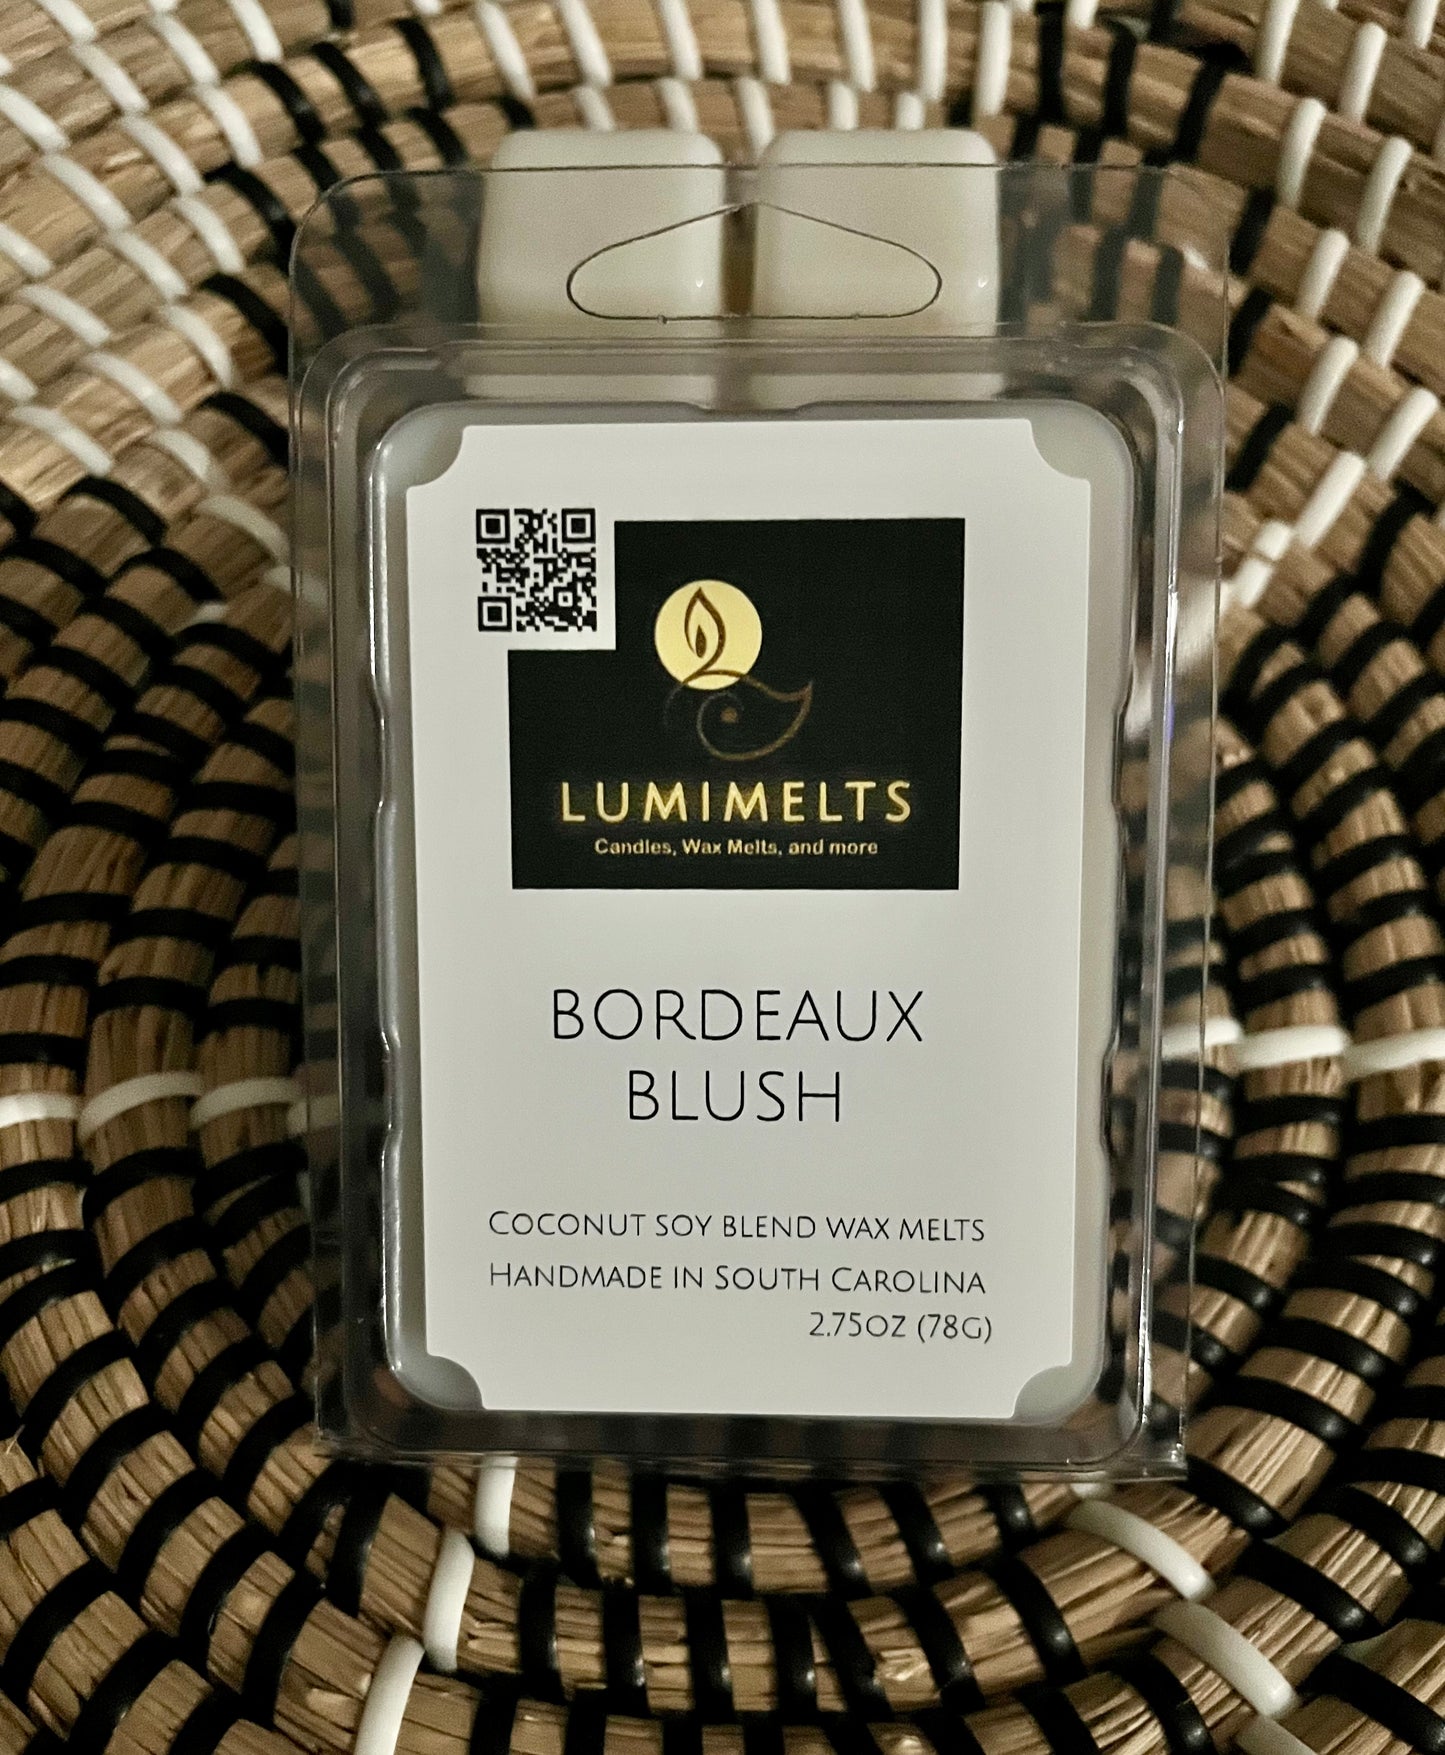 LUMIMELTS
Candles, Wax Melts, and more
BORDEAUX
BLUSH
COCONUT SOY BLEND WAX MELTS
HANDMADE IN SOUTH CAROLINA
2.75OZ (78G)